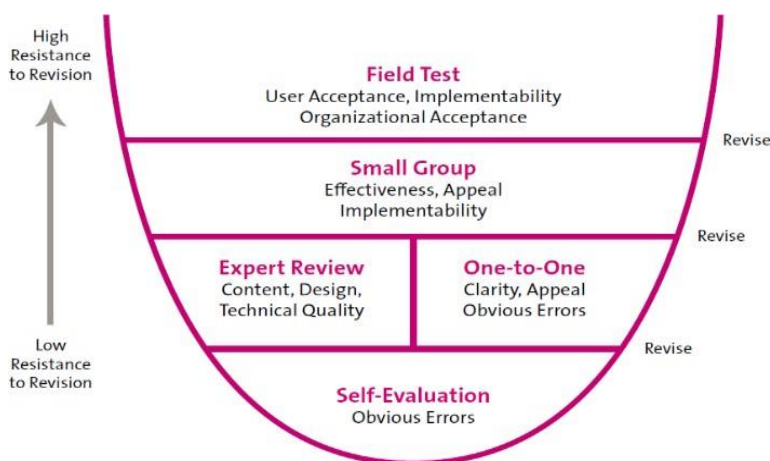 High
Resistance
to Revision
Field Test
User Acceptance, Implementability
Organizational Acceptance
Revise
Small Group
Effectiveness, Appeal
Implementability
Revise
Expert Review
Content, Design,
Technical Quality
One-to-One
Clarity, Appeal
Obvious Errors
Low
Resistance
to Revision
Revise
Self-Evaluation
Obvious Errors